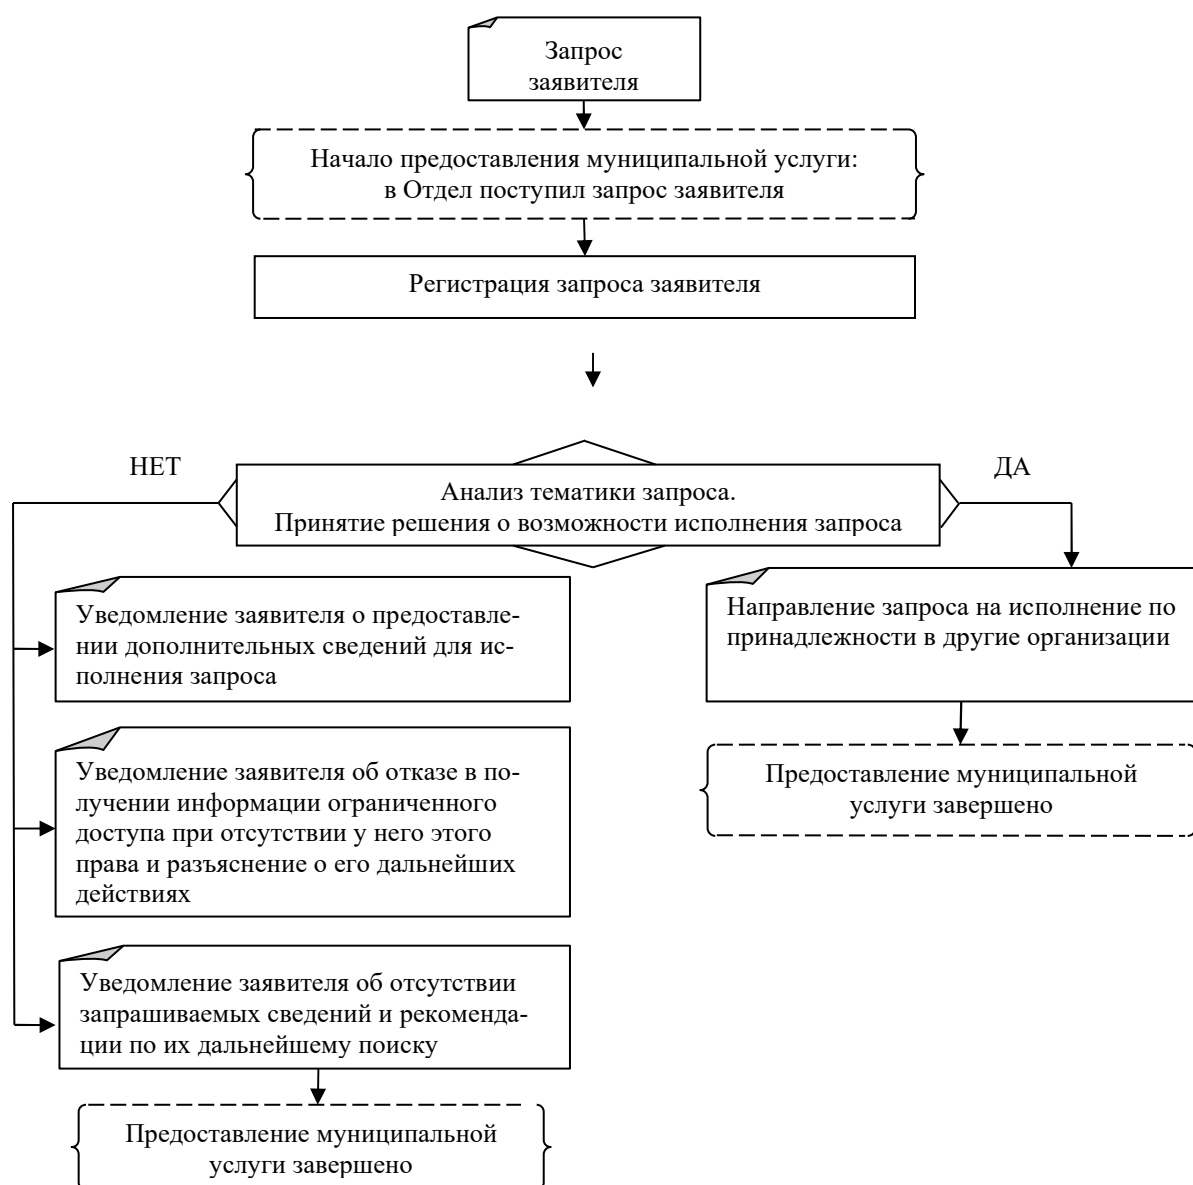 Запрос
заявителя
Начало предоставления муниципальной услуги:
в Отдел поступил запрос заявителя
Регистрация запроса заявителя
НЕТ
ДА
Анализ тематики запроса.
Принятие решения о возможности исполнения запроса
Уведомление заявителя о предоставле-
нии дополнительных сведений для ис-
полнения запроса
Направление запроса на исполнение по
принадлежности в другие организации
Уведомление заявителя об отказе в по-
лучении информации ограниченного
доступа при отсутствии у него этого
права и разъяснение о его дальнейших
действиях
Предоставление муниципальной
услуги завершено
Уведомление заявителя об отсутствии
запрашиваемых сведений и рекоменда-
ции по их дальнейшему поиску
Предоставление муниципальной
услуги завершено